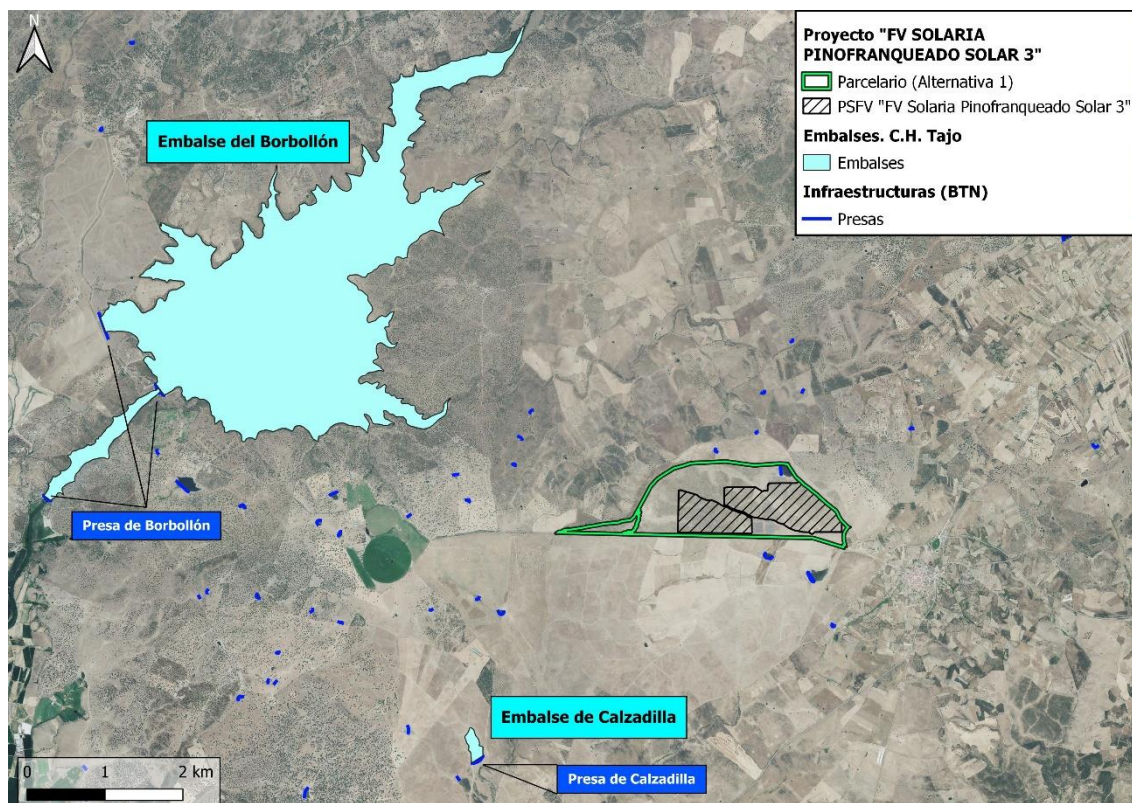 N
Proyecto "FV SOLARIA
PINOFRANQUEADO SOLAR 3"
Parcelario (Alternativa 1)
PSFV "FV Solaria Pinofranqueado Solar 3"
Embalses. C.H. Tajo
Embalses
Infraestructuras (BTN)
Presas
Embalse del Borbollón
Presa de Borbollón
Embalse de Calzadilla
Presa de Calzadilla
0 1 2 km